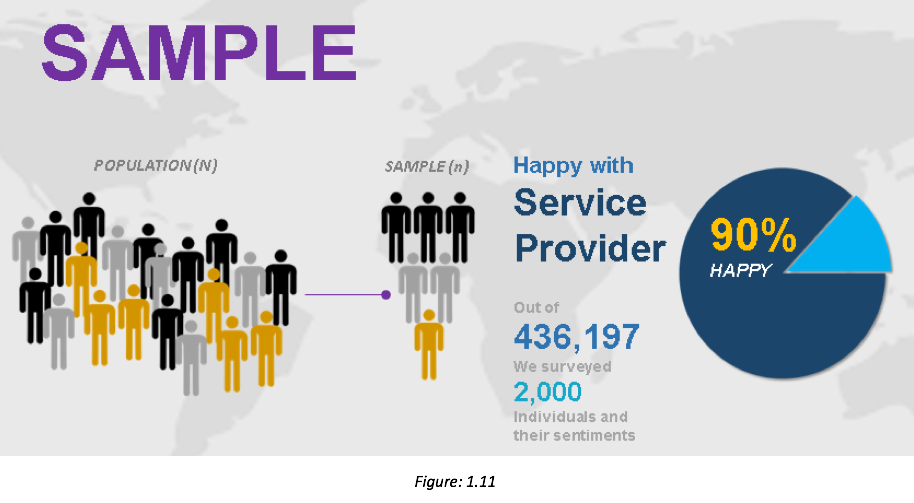 SAMPLE
POPULATION (N)
SAMPLE (n)
Happy with
Service
Provider
90%
HAPPY
Out of
436,197
We surveyed
2,000
Individuals and
their sentiments
Figure: 1.11